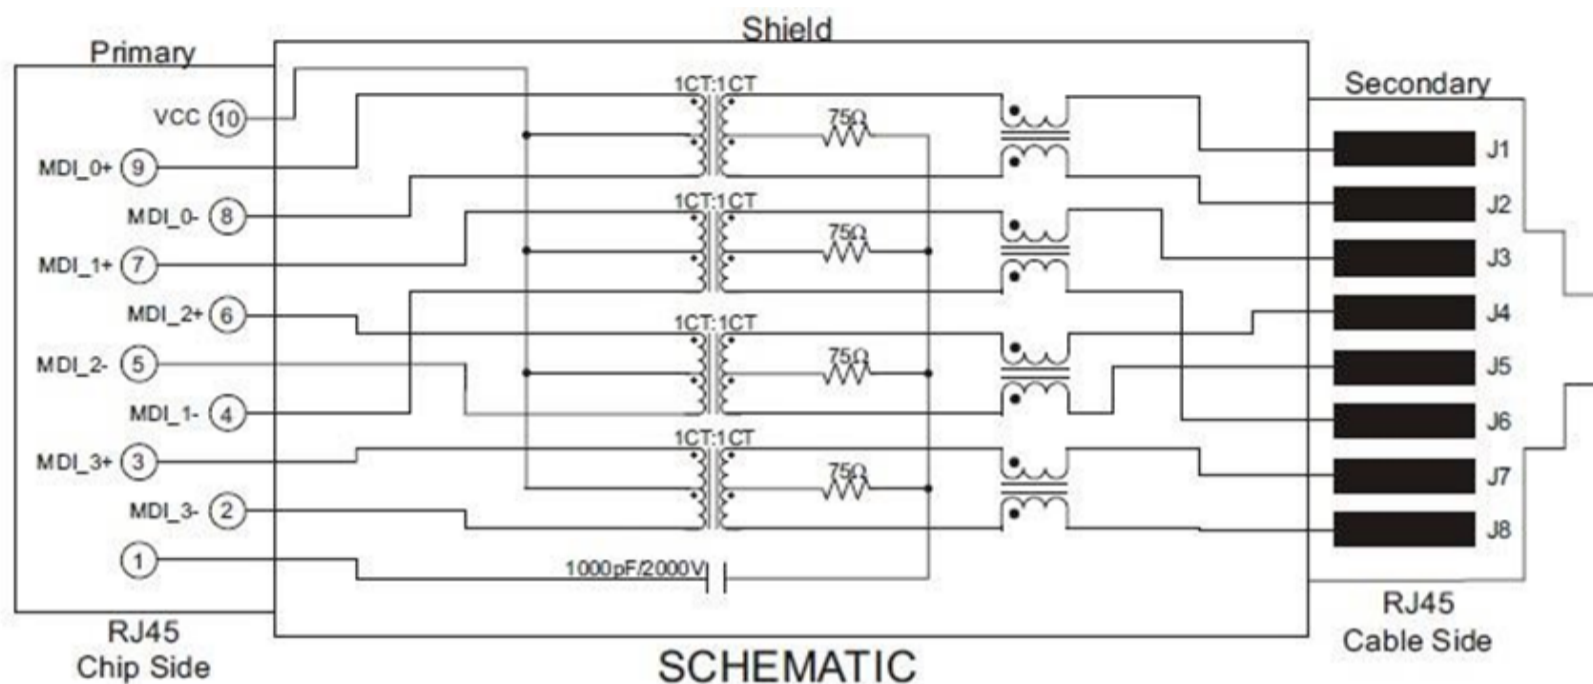 Shield
Primary
Secondary
VCC 10
MDI_0+ 9
MDI_0- 8
MDI_1+ 7
MDI_2+ 6
MDI_2- 5
MDI_1- 4
MDI_3+ 3
MDI_3- 2
1
1CT:1CT
75Ω
1CT:1CT
75Ω
1CT:1CT
75Ω
1CT:1CT
75Ω
1000pF/2000V
J1
J2
J3
J4
J5
J6
J7
J8
RJ45
Chip Side
SCHEMATIC
RJ45
Cable Side